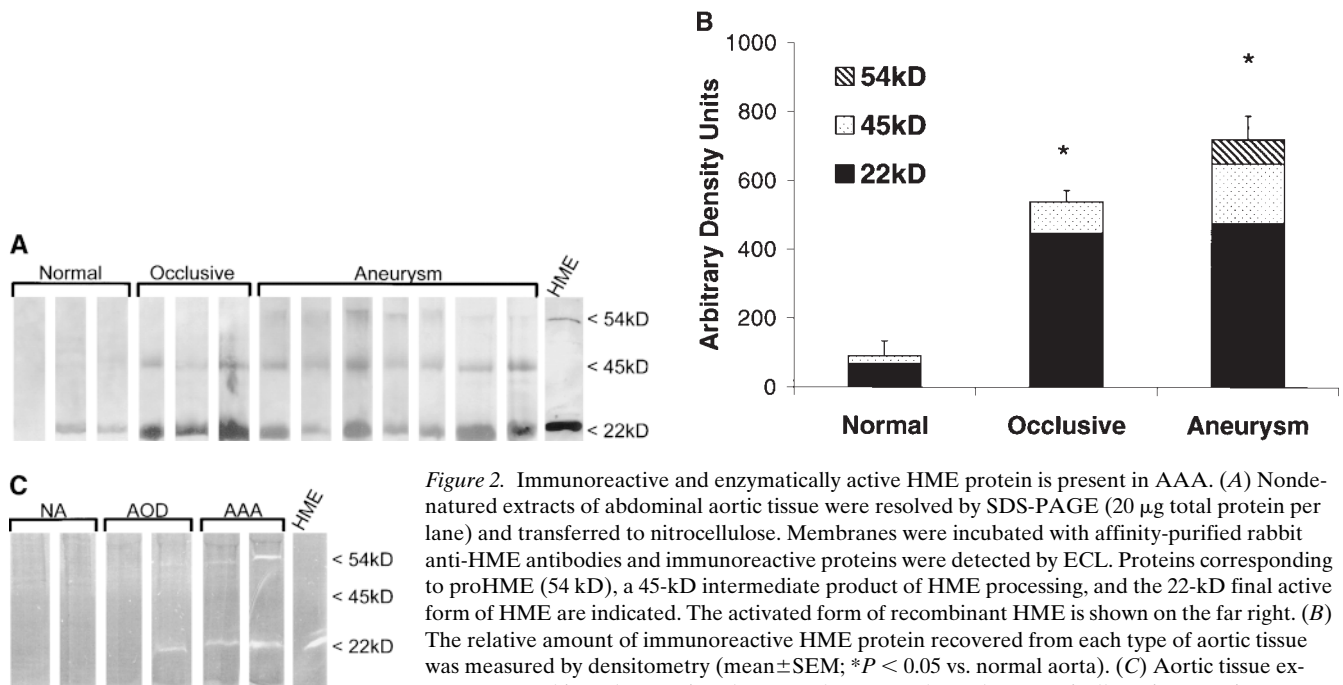 A
Normal Occlusive Aneurysm HME
< 54kD
< 45kD
< 22kD
B
Arbitrary Density Units
1000
800
600
400
200
0
54kD
45kD
22kD
*
*
Normal Occlusive Aneurysm
C
NA AOD AAA HME
< 54kD
< 45kD
< 22kD
Figure 2. Immunoreactive and enzymatically active HME protein is present in AAA. (A) Nonde-
natured extracts of abdominal aortic tissue were resolved by SDS-PAGE (20 μg total protein per
lane) and transferred to nitrocellulose. Membranes were incubated with affinity-purified rabbit
anti-HME antibodies and immunoreactive proteins were detected by ECL. Proteins corresponding
to proHME (54 kD), a 45-kD intermediate product of HME processing, and the 22-kD final active
form of HME are indicated. The activated form of recombinant HME is shown on the far right. (B)
The relative amount of immunoreactive HME protein recovered from each type of aortic tissue
was measured by densitometry (mean±SEM; *P < 0.05 vs. normal aorta). (C) Aortic tissue ex-